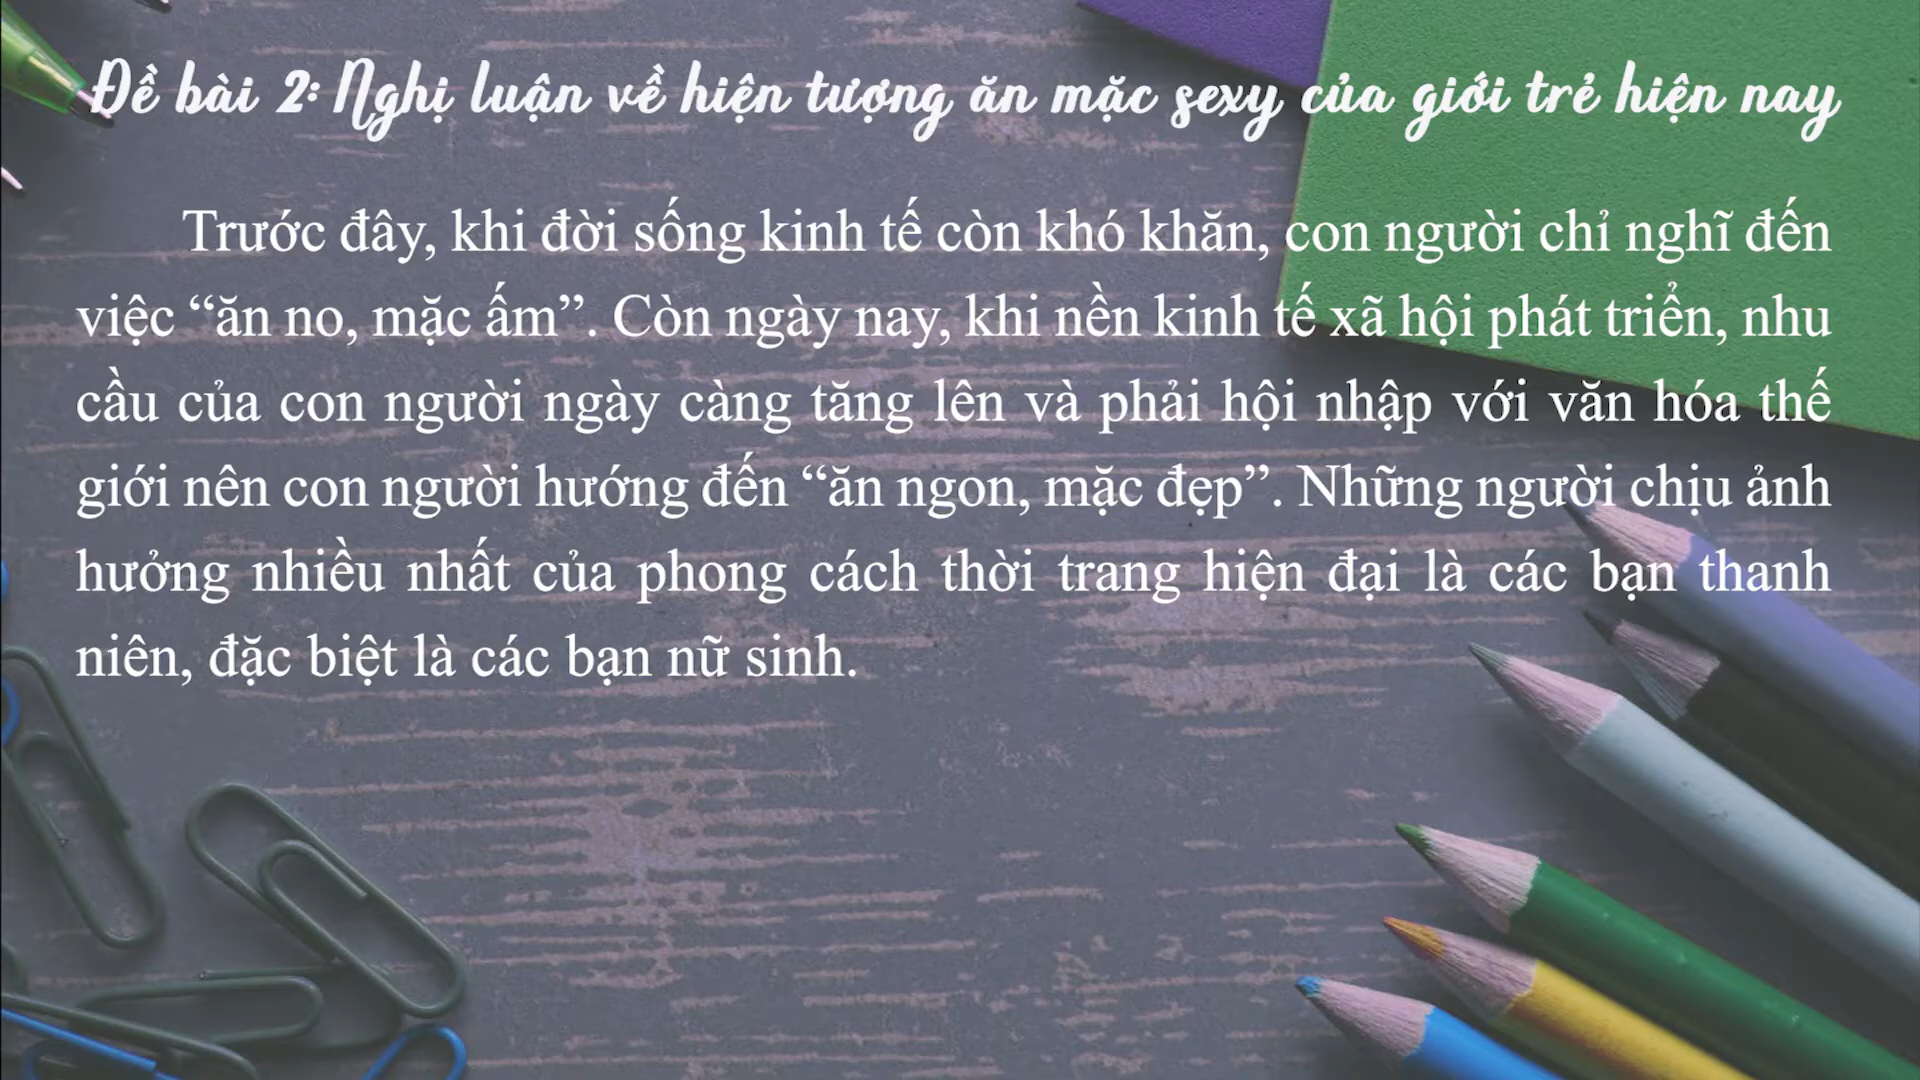 Đề bài 2: Nghị luận về hiện tượng ăn mặc sexy của giới trẻ hiện nay
Trước đây, khi đời sống kinh tế còn khó khăn, con người chỉ nghĩ đến
việc “ăn no, mặc ấm”. Còn ngày nay, khi nền kinh tế xã hội phát triển, nhu
cầu của con người ngày càng tăng lên và phải hội nhập với văn hóa thế
giới nên con người hướng đến “ăn ngon, mặc đẹp”. Những người chịu ảnh
hưởng nhiều nhất của phong cách thời trang hiện đại là các bạn thanh
niên, đặc biệt là các bạn nữ sinh.